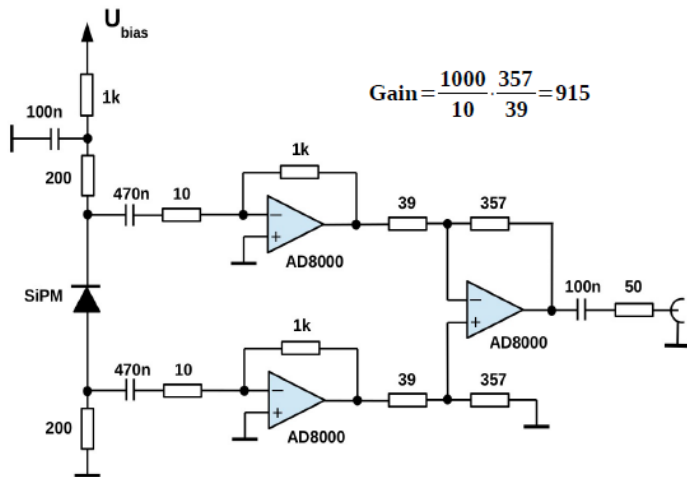 U bias
1k
100n
Gain = 1000/10 · 357/39 = 915
200
1k
470n 10
39 357
AD8000
SiPM
100n 50
1k
AD8000
470n 10
39 357
200
AD8000